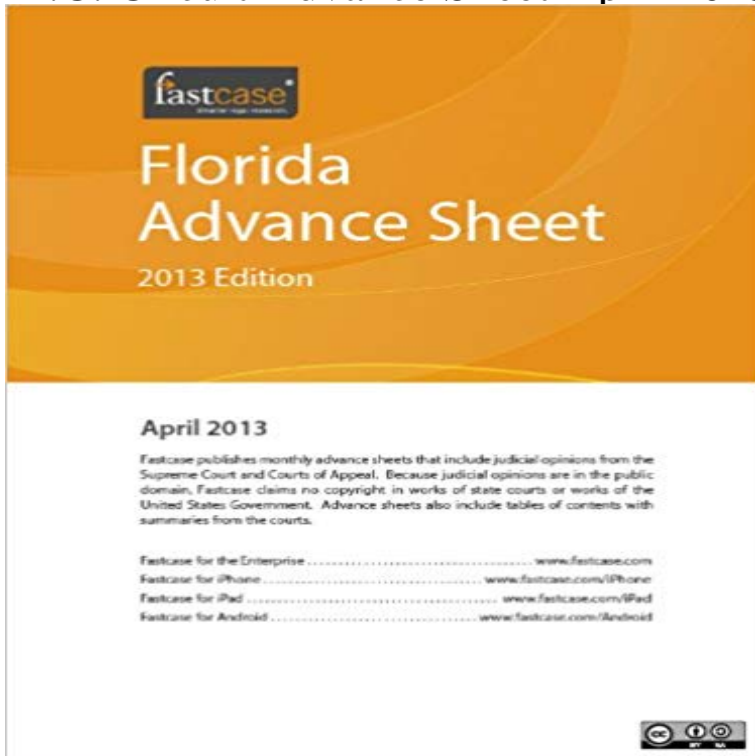 fastcase®
Florida
Advance Sheet
2013 Edition
April 2013
Fastcase publishes monthly advance sheets that include judicial opinions from the
Supreme Court and Courts of Appeal. Because judicial opinions are in the public
domain, Fastcase claims no copyright in works of state courts or works of the
United States Government. Advance sheets also include tables of contents with
summaries from the courts.
Fastcase for the Enterprise ........................................ www.fastcase.com
Fastcase for iPhone ........................................ www.fastcase.com/iPhone
Fastcase for iPad ........................................ www.fastcase.com/iPad
Fastcase for Android ........................................ www.fastcase.com/Android
cc
BY NA